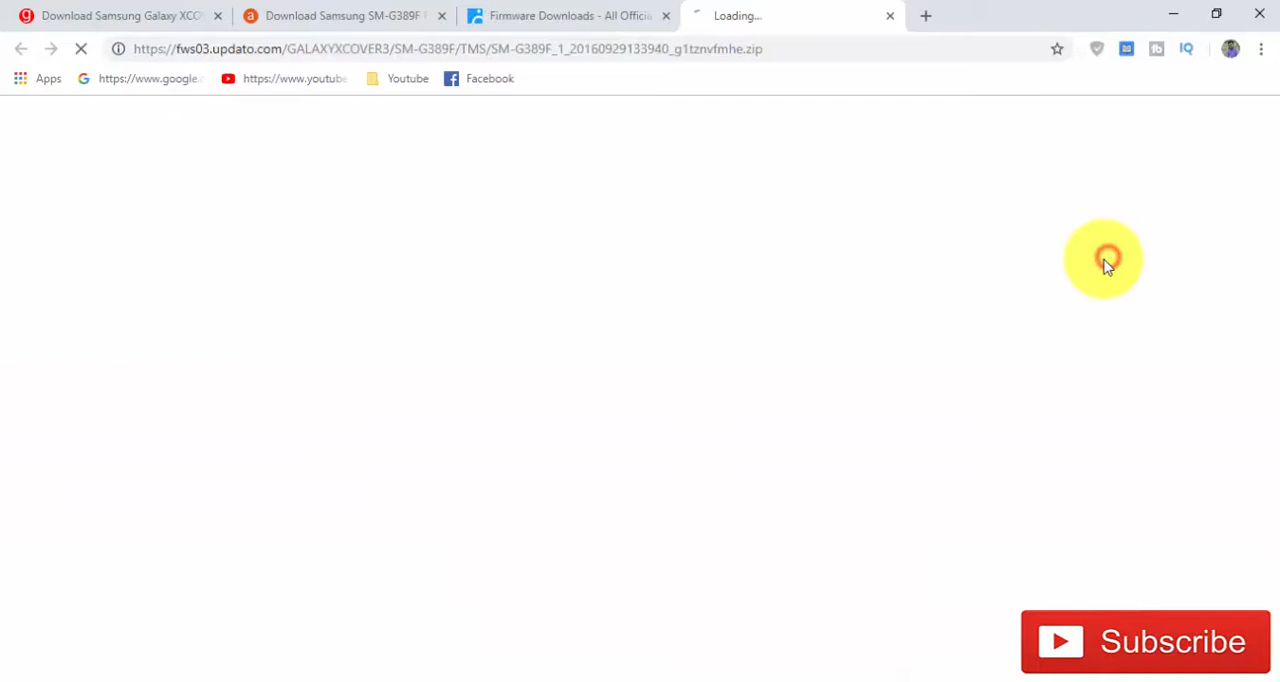 Download Samsung Galaxy XCO
Download Samsung SM-G389F F
Firmware Downloads - All Officia
Loading...
https://fws03.updato.com/GALAXYXCOVER3/SM-G389F/TMS/SM-G389F_1_20160929133940_g1tznvfmhe.zip
Apps
https://www.google.
https://www.youtube
Youtube
Facebook
Subscribe